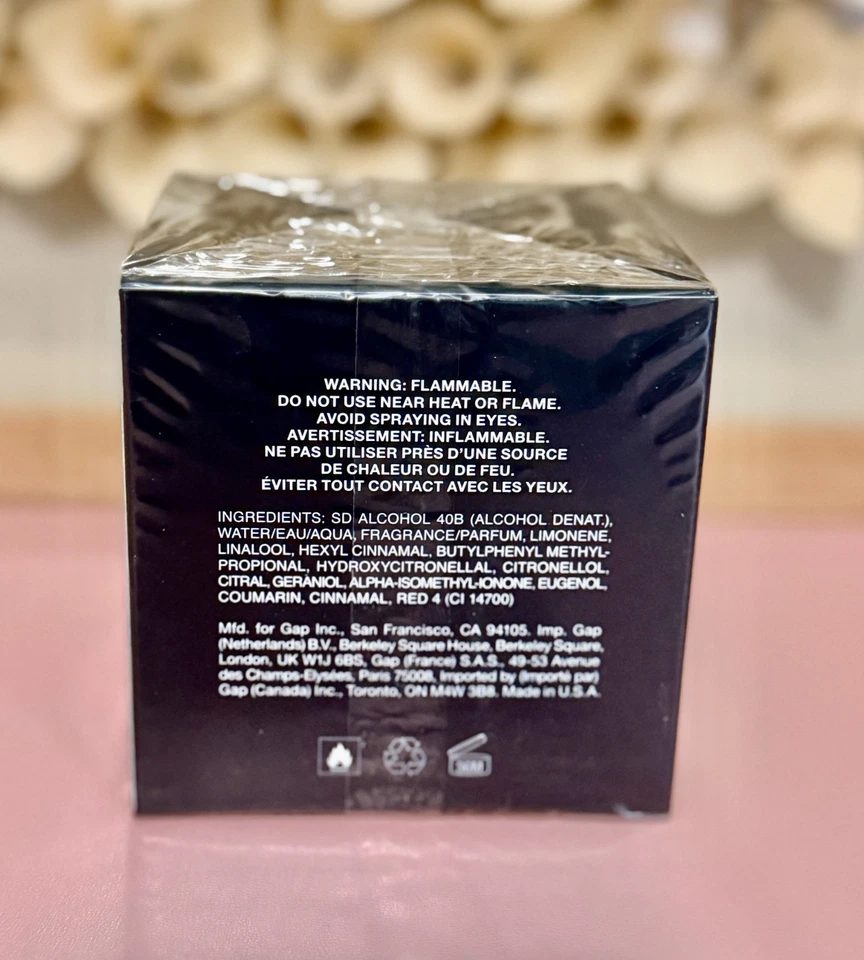 WARNING: FLAMMABLE.
DO NOT USE NEAR HEAT OR FLAME.
AVOID SPRAYING IN EYES.
AVERTISSEMENT: INFLAMMABLE.
NE PAS UTILISER PRÈS D'UNE SOURCE
DE CHALEUR OU DE FEU.
ÉVITER TOUT CONTACT AVEC LES YEUX.
INGREDIENTS: SD ALCOHOL 40B (ALCOHOL DENAT.),
WATER/EAU/AQUA, FRAGRANCE/PARFUM, LIMONENE,
LINALOOL, HEXYL CINNAMAL, BUTYLPHENYL METHYL-
PROPIONAL, HYDROXYCITRONELLAL, CITRONELLOL,
CITRAL, GERANIOL, ALPHA-ISOMETHYL-IONONE, EUGENOL,
COUMARIN, CINNAMAL, RED 4 (CI 14700)
Mfd. for Gap Inc., San Francisco, CA 94105. Imp. Gap
(Netherlands) B.V., Berkeley Square House, Berkeley Square,
London, UK W1J 6BS, Gap (France) S.A.S., 49-53 Avenue
des Champs-Elysées, Paris 75008, Imported by (Importé par)
Gap (Canada) Inc., Toronto, ON M4W 3B8. Made in U.S.A.